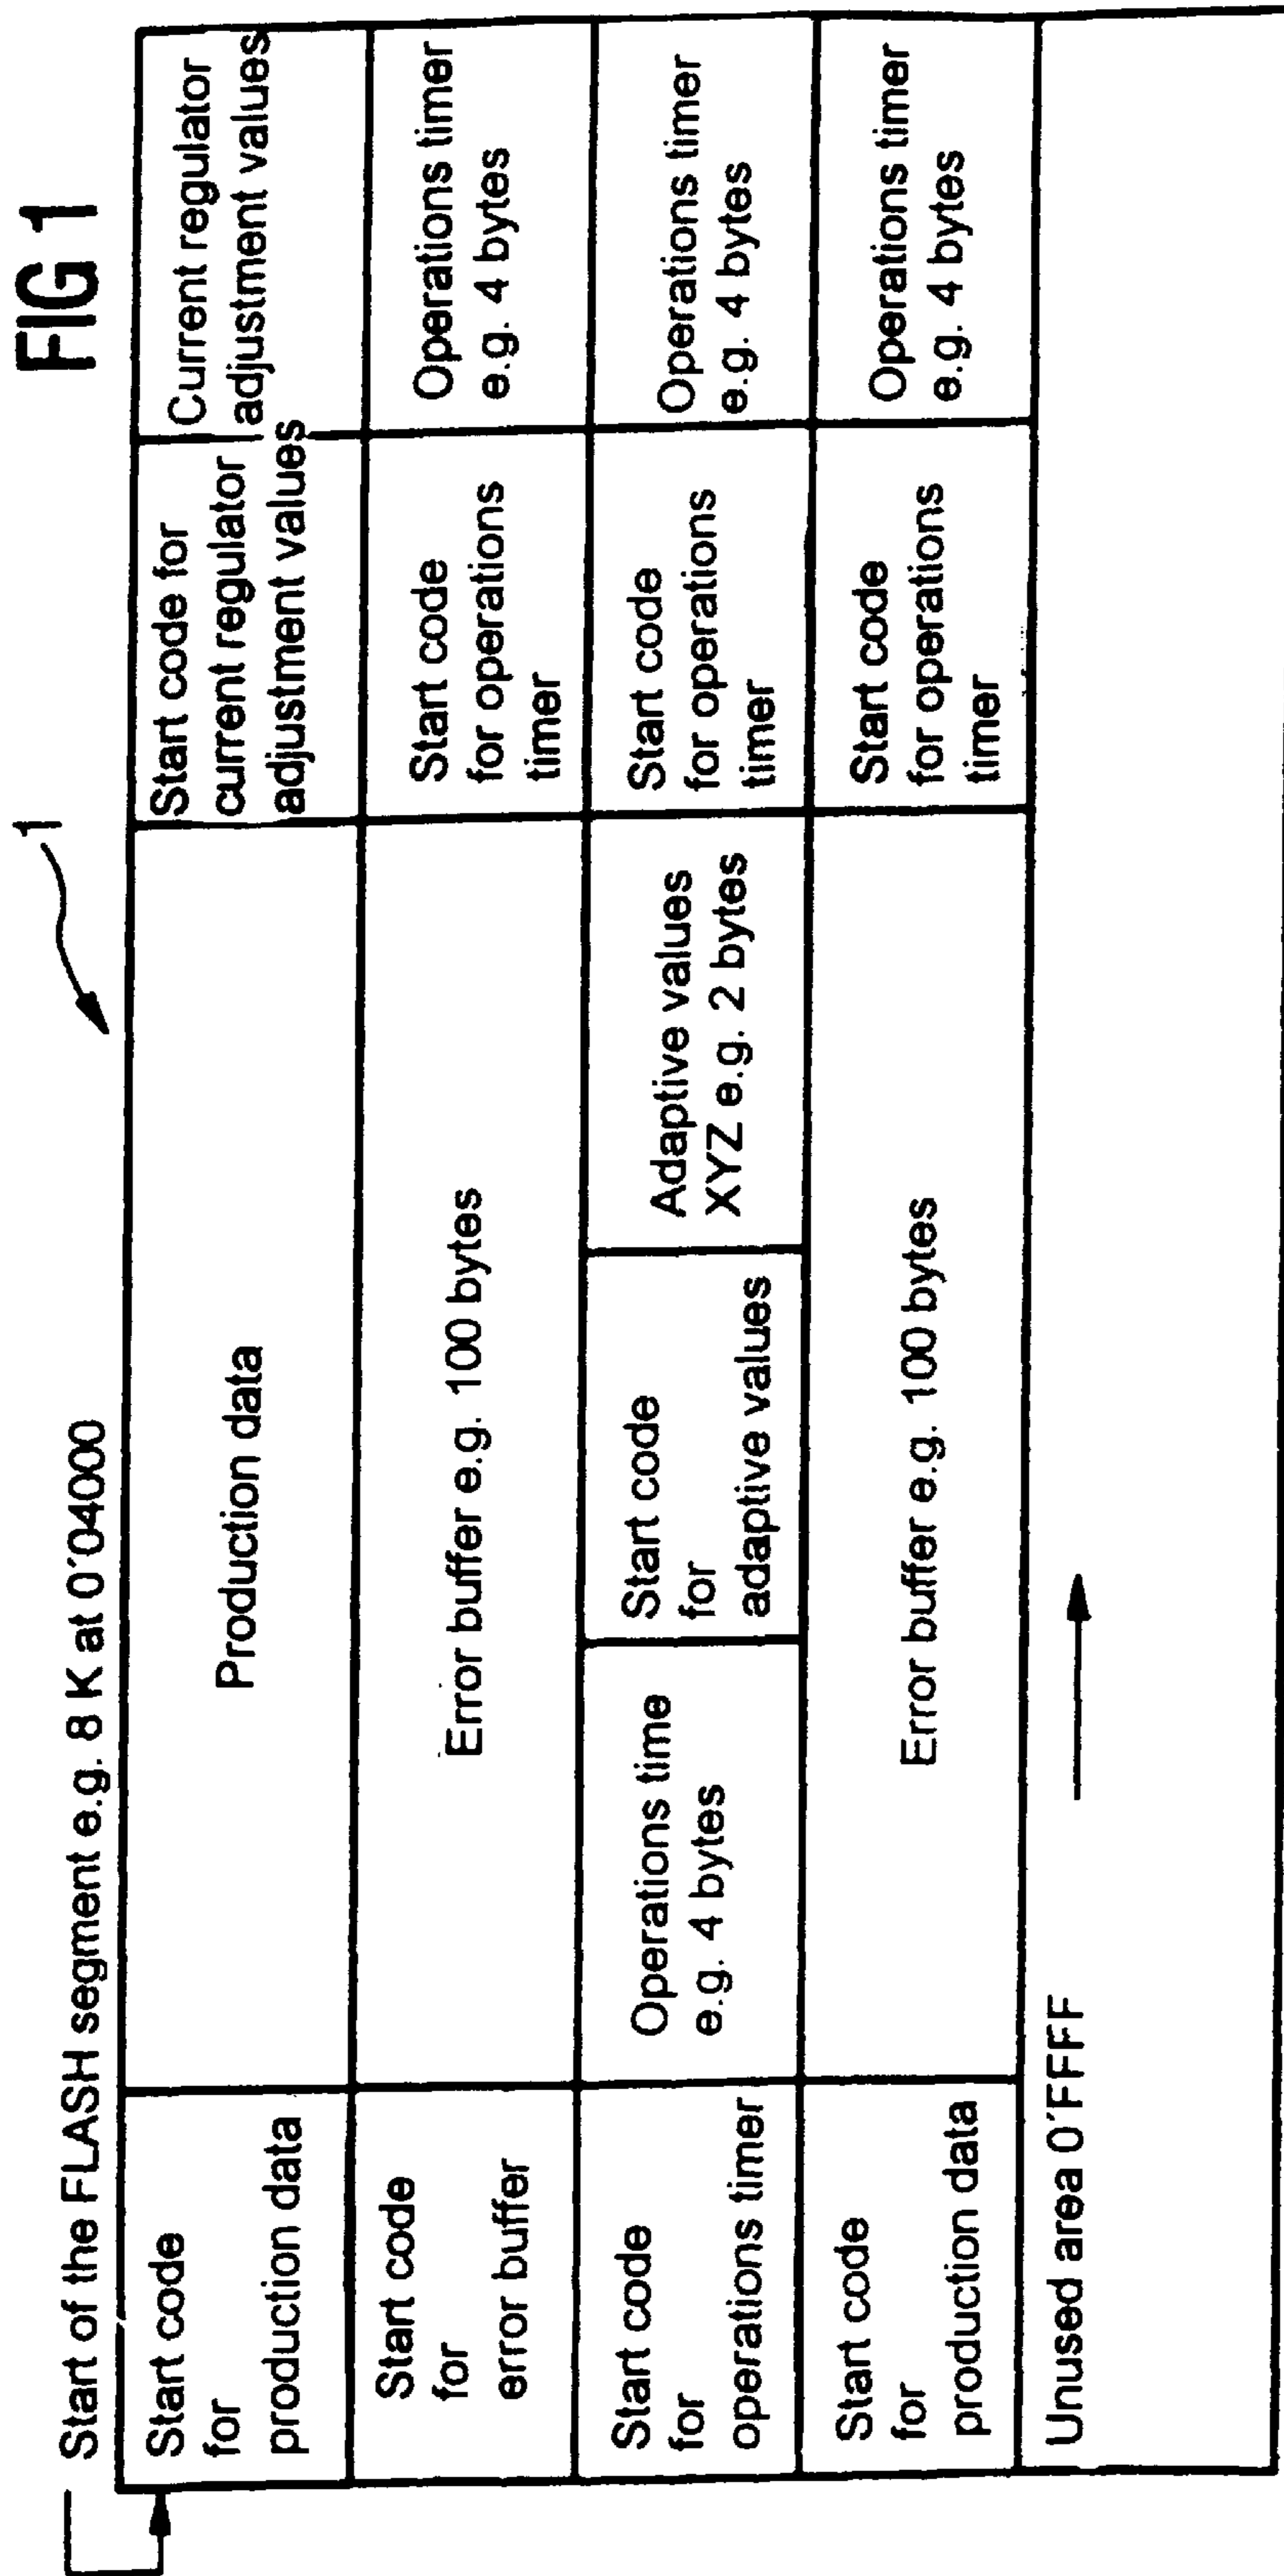 FIG 1
1
Start of the FLASH segment e.g. 8 K at 0'04000
Start code
for
production data
Production data
Start code for
current regulator
adjustment values
Current regulator
adjustment values
Start code
for
error buffer
Error buffer e.g. 100 bytes
Start code
for operations
timer
Operations timer
e.g. 4 bytes
Start code
for
operations timer
Operations time
e.g. 4 bytes
Start code
for
adaptive values
Adaptive values
XYZ e.g. 2 bytes
Start code
for operations
timer
Operations timer
e.g. 4 bytes
Start code
for
production data
Error buffer e.g. 100 bytes
Start code
for operations
timer
Operations timer
e.g. 4 bytes
Unused area 0'FFFF